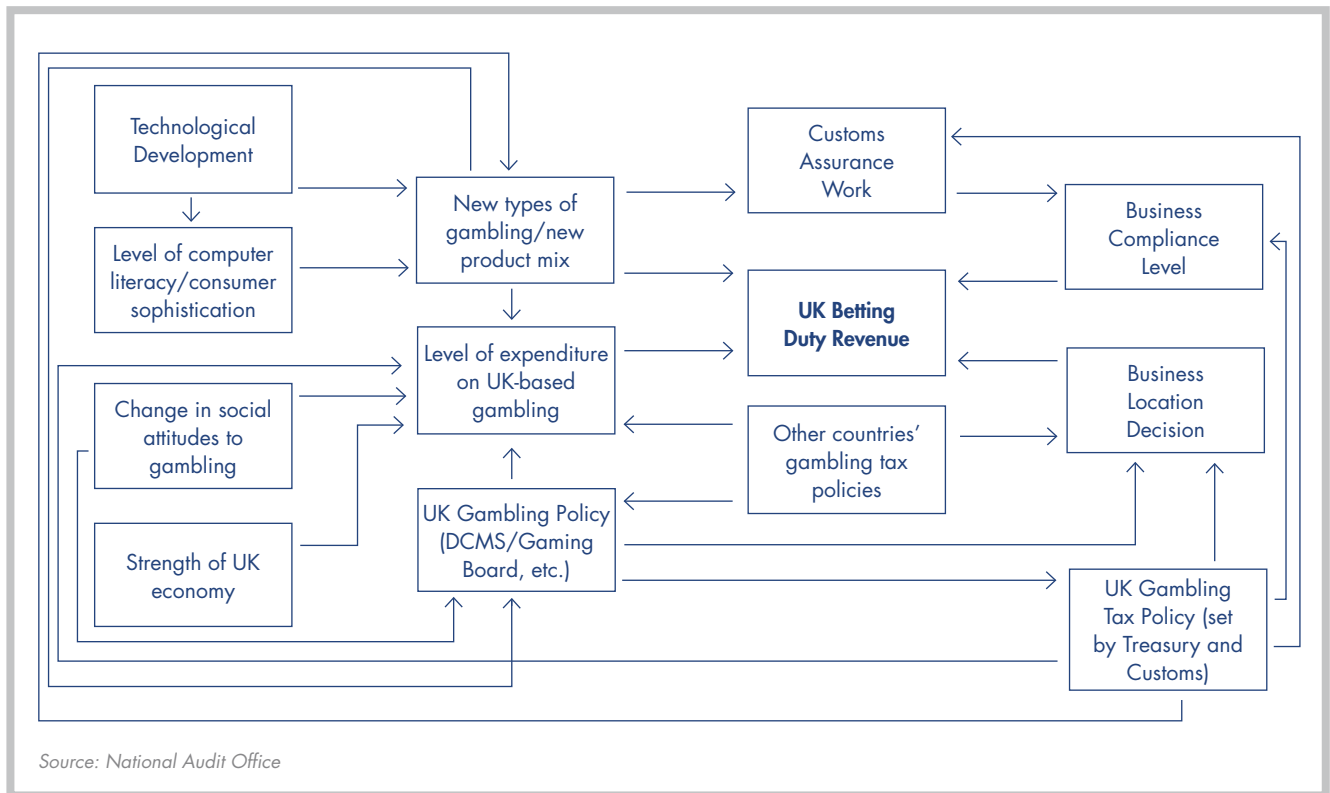 Technological
Development
Level of computer
literacy/consumer
sophistication
Change in social
attitudes to
gambling
Strength of UK
economy
New types of
gambling/new
product mix
Level of expenditure
on UK-based
gambling
UK Gambling Policy
(DCMS/Gaming
Board, etc.)
Customs
Assurance
Work
UK Betting
Duty Revenue
Other countries’
gambling tax
policies
Business
Compliance
Level
Business
Location
Decision
UK Gambling
Tax Policy (set
by Treasury and
Customs)
Source: National Audit Office